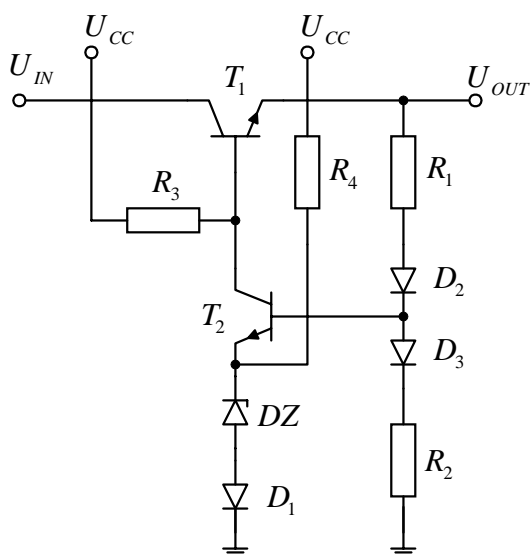 U_CC
U_CC
U_IN
T_1
U_OUT
R_3
R_4
R_1
D_2
T_2
D_3
DZ
R_2
D_1